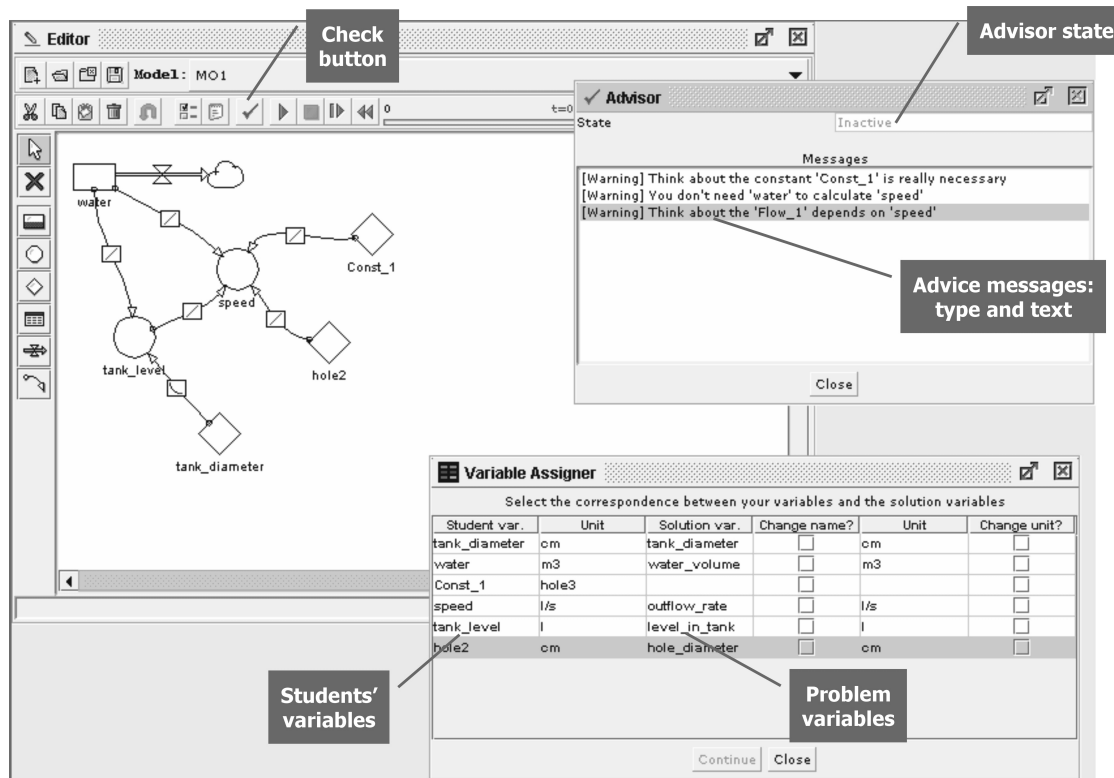 Editor
Check
button
Advisor state
Model: MO1
0
t=0
Advisor
State
Inactive
Messages
[Warning] Think about the constant 'Const_1' is really necessary
[Warning] You don't need 'water' to calculate 'speed'
[Warning] Think about the 'Flow_1' depends on 'speed'
Advice messages:
type and text
Close
water
Const_1
speed
tank_level
hole2
tank_diameter
Variable Assigner
Select the correspondence between your variables and the solution variables
Student var. Unit Solution var. Change name? Unit Change unit?
tank_diameter cm tank_diameter cm
water m3 water_volume m3
Const_1 hole3
speed l/s outflow_rate l/s
tank_level l level_in_tank l
hole2 cm hole_diameter cm
Students'
variables
Problem
variables
Continue Close